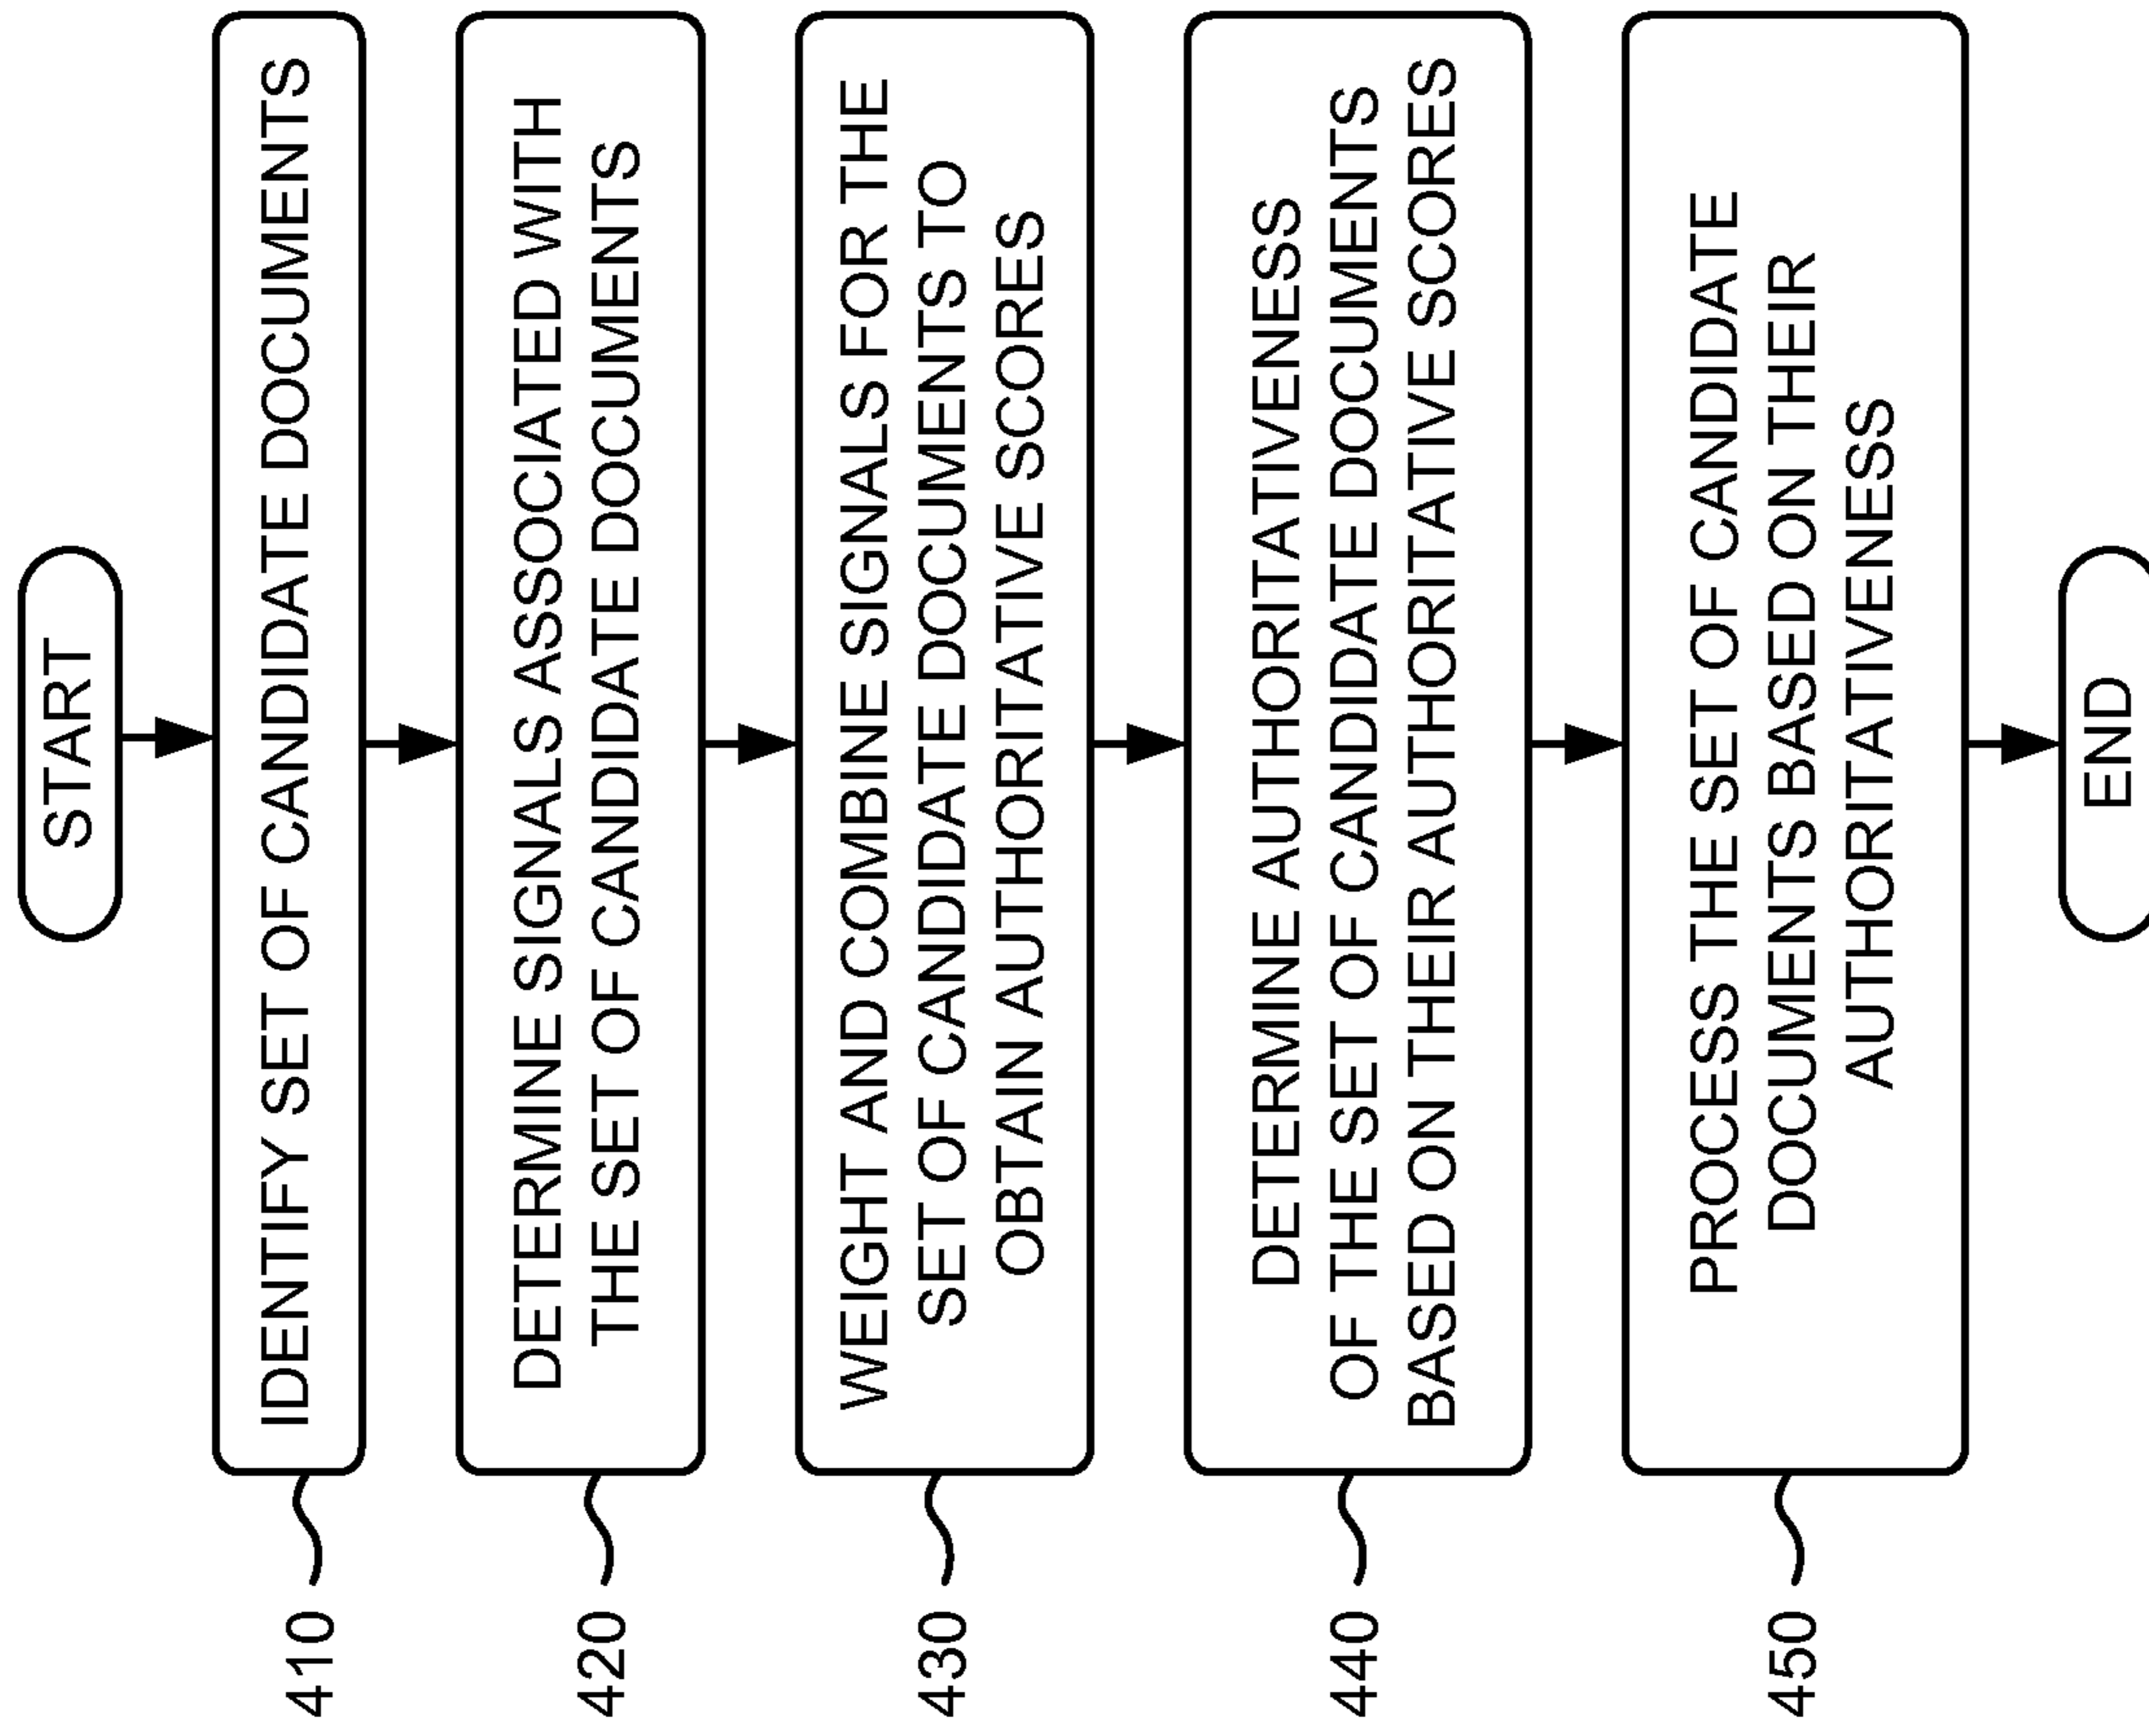 START
410
IDENTIFY SET OF CANDIDATE DOCUMENTS
420
DETERMINE SIGNALS ASSOCIATED WITH
THE SET OF CANDIDATE DOCUMENTS
430
WEIGHT AND COMBINE SIGNALS FOR THE
SET OF CANDIDATE DOCUMENTS TO
OBTAIN AUTHORITATIVE SCORES
440
DETERMINE AUTHORITATIVENESS
OF THE SET OF CANDIDATE DOCUMENTS
BASED ON THEIR AUTHORITATIVE SCORES
450
PROCESS THE SET OF CANDIDATE
DOCUMENTS BASED ON THEIR
AUTHORITATIVENESS
END